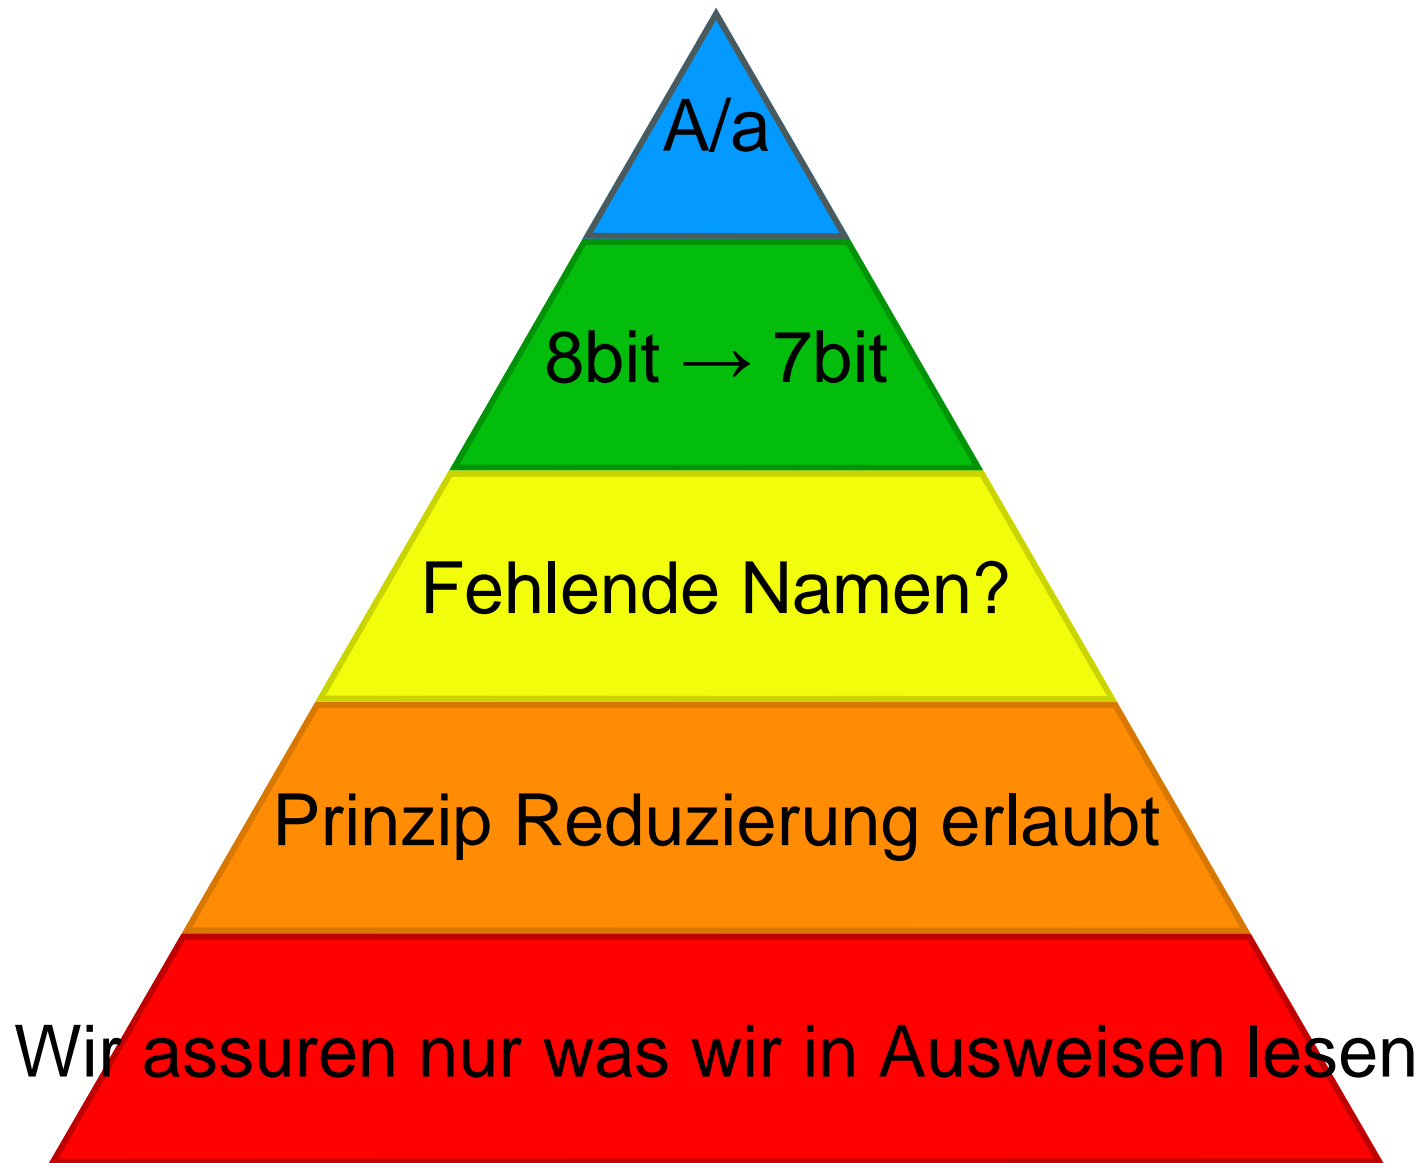 A/a
8bit → 7bit
Fehlende Namen?
Prinzip Reduzierung erlaubt
Wir assuren nur was wir in Ausweisen lesen